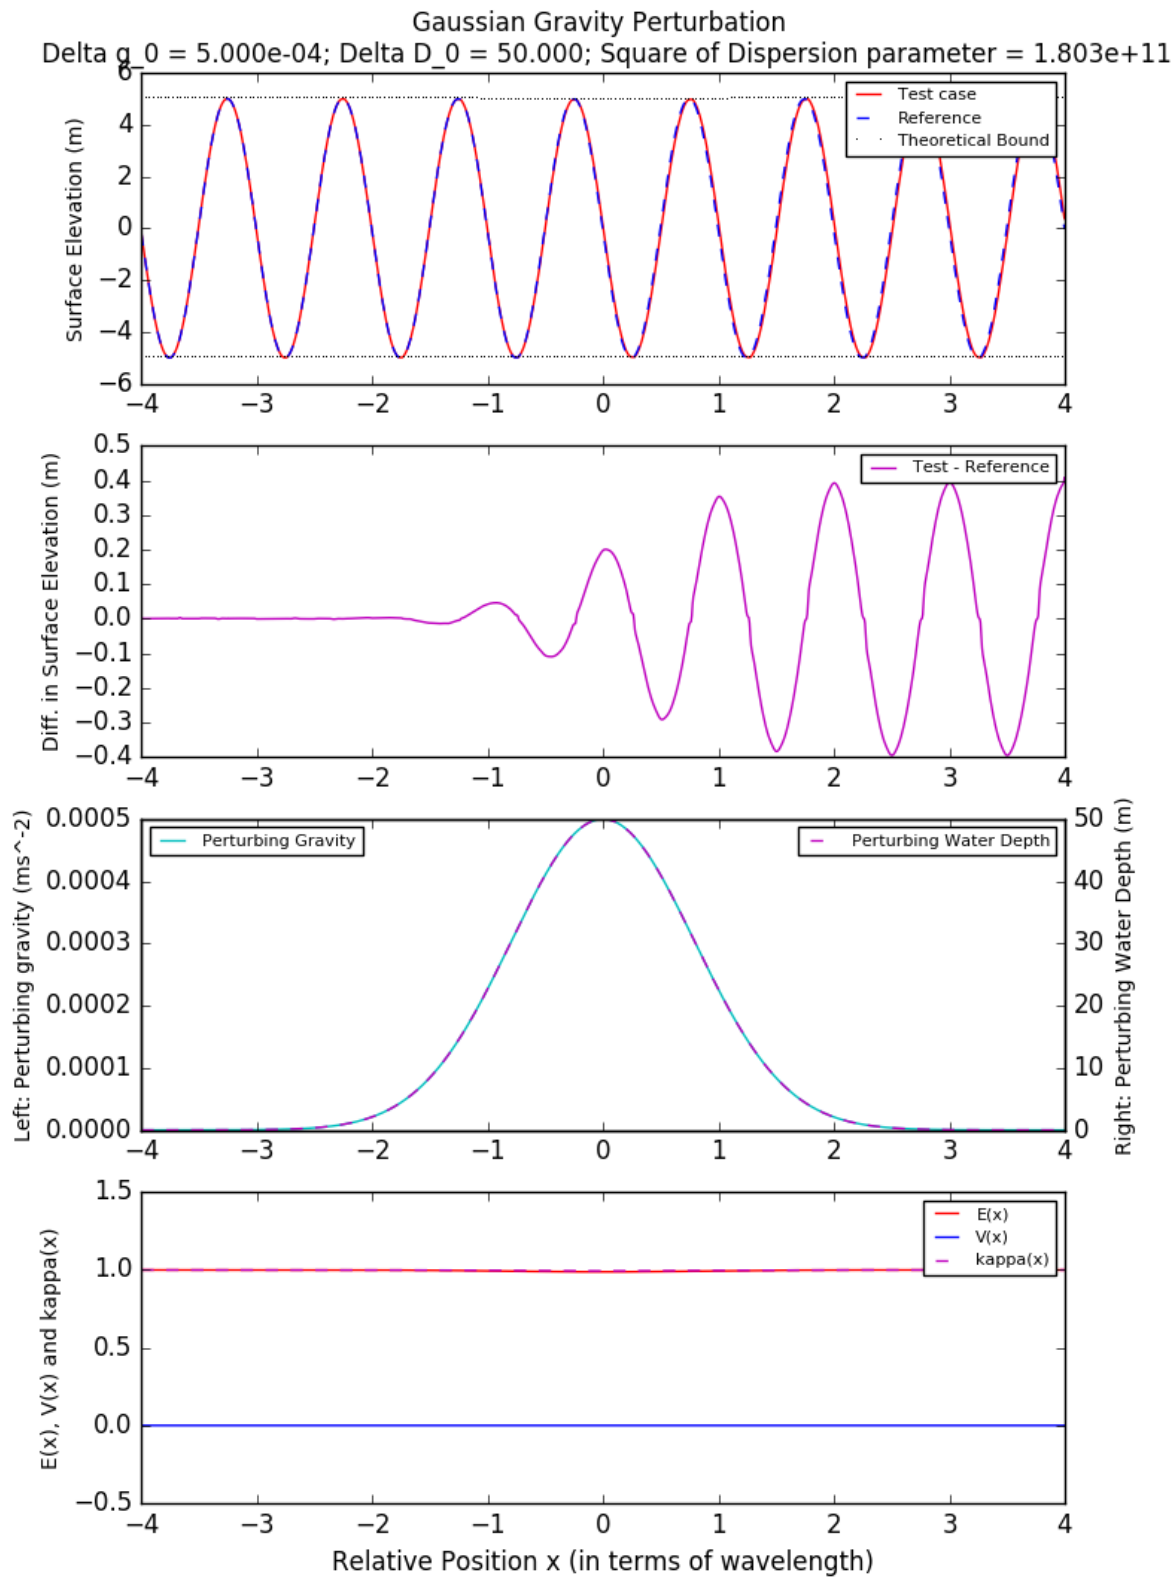 Gaussian Gravity Perturbation
Delta g_0 = 5.000e-04; Delta D_0 = 50.000; Square of Dispersion parameter = 1.803e+11
Surface Elevation (m)
6
4
2
0
−2
−4
−6
Test case
Reference
Theoretical Bound
−4 −3 −2 −1 0 1 2 3 4
Diff. in Surface Elevation (m)
0.5
0.4
0.3
0.2
0.1
0.0
−0.1
−0.2
−0.3
−0.4
Test - Reference
−4 −3 −2 −1 0 1 2 3 4
Left: Perturbing gravity (ms^-2)
0.0005
0.0004
0.0003
0.0002
0.0001
0.0000
Perturbing Gravity
Perturbing Water Depth
50
40
30
20
10
0
Right: Perturbing Water Depth (m)
−4 −3 −2 −1 0 1 2 3 4
E(x), V(x) and kappa(x)
1.5
1.0
0.5
0.0
−0.5
E(x)
V(x)
kappa(x)
−4 −3 −2 −1 0 1 2 3 4
Relative Position x (in terms of wavelength)